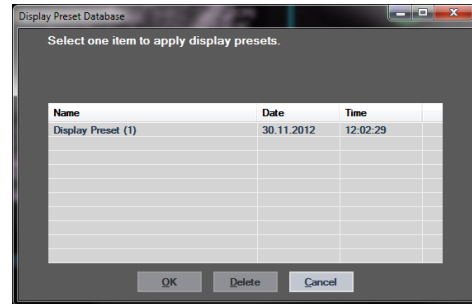 Display Preset Database
Select one item to apply display presets.
Name Date Time
Display Preset (1) 30.11.2012 12:02:29
OK Delete Cancel